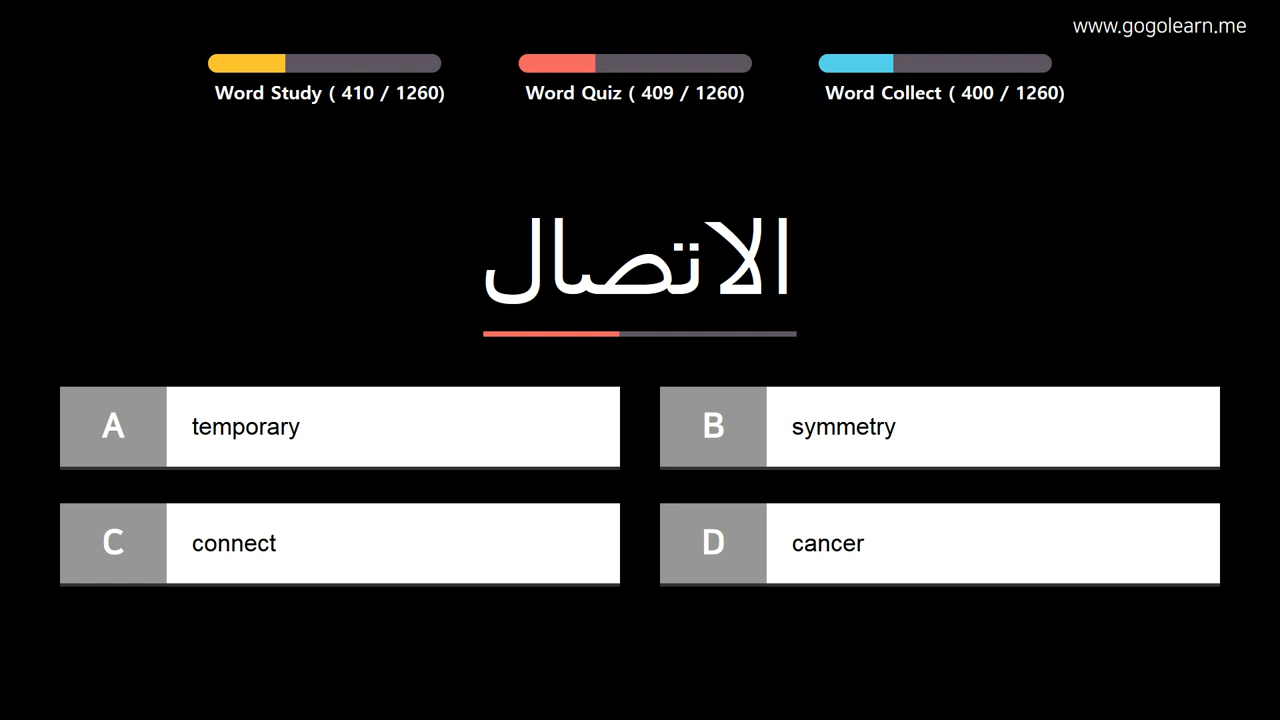 www.gogolearn.me
Word Study ( 410 / 1260)
Word Quiz ( 409 / 1260)
Word Collect ( 400 / 1260)
الاتصال
A temporary
B symmetry
C connect
D cancer